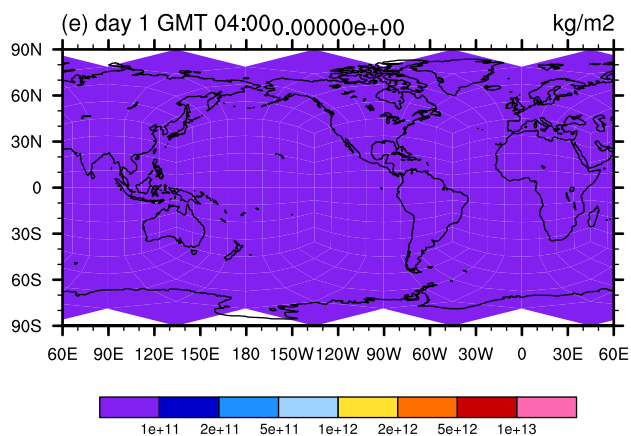 (e) day 1 GMT 04:00 0.00000e+00 kg/m2
90N
60N
30N
0
30S
60S
90S
60E 90E 120E 150E 180 150W 120W 90W 60W 30W 0 30E 60E
1e+11 2e+11 5e+11 1e+12 2e+12 5e+12 1e+13